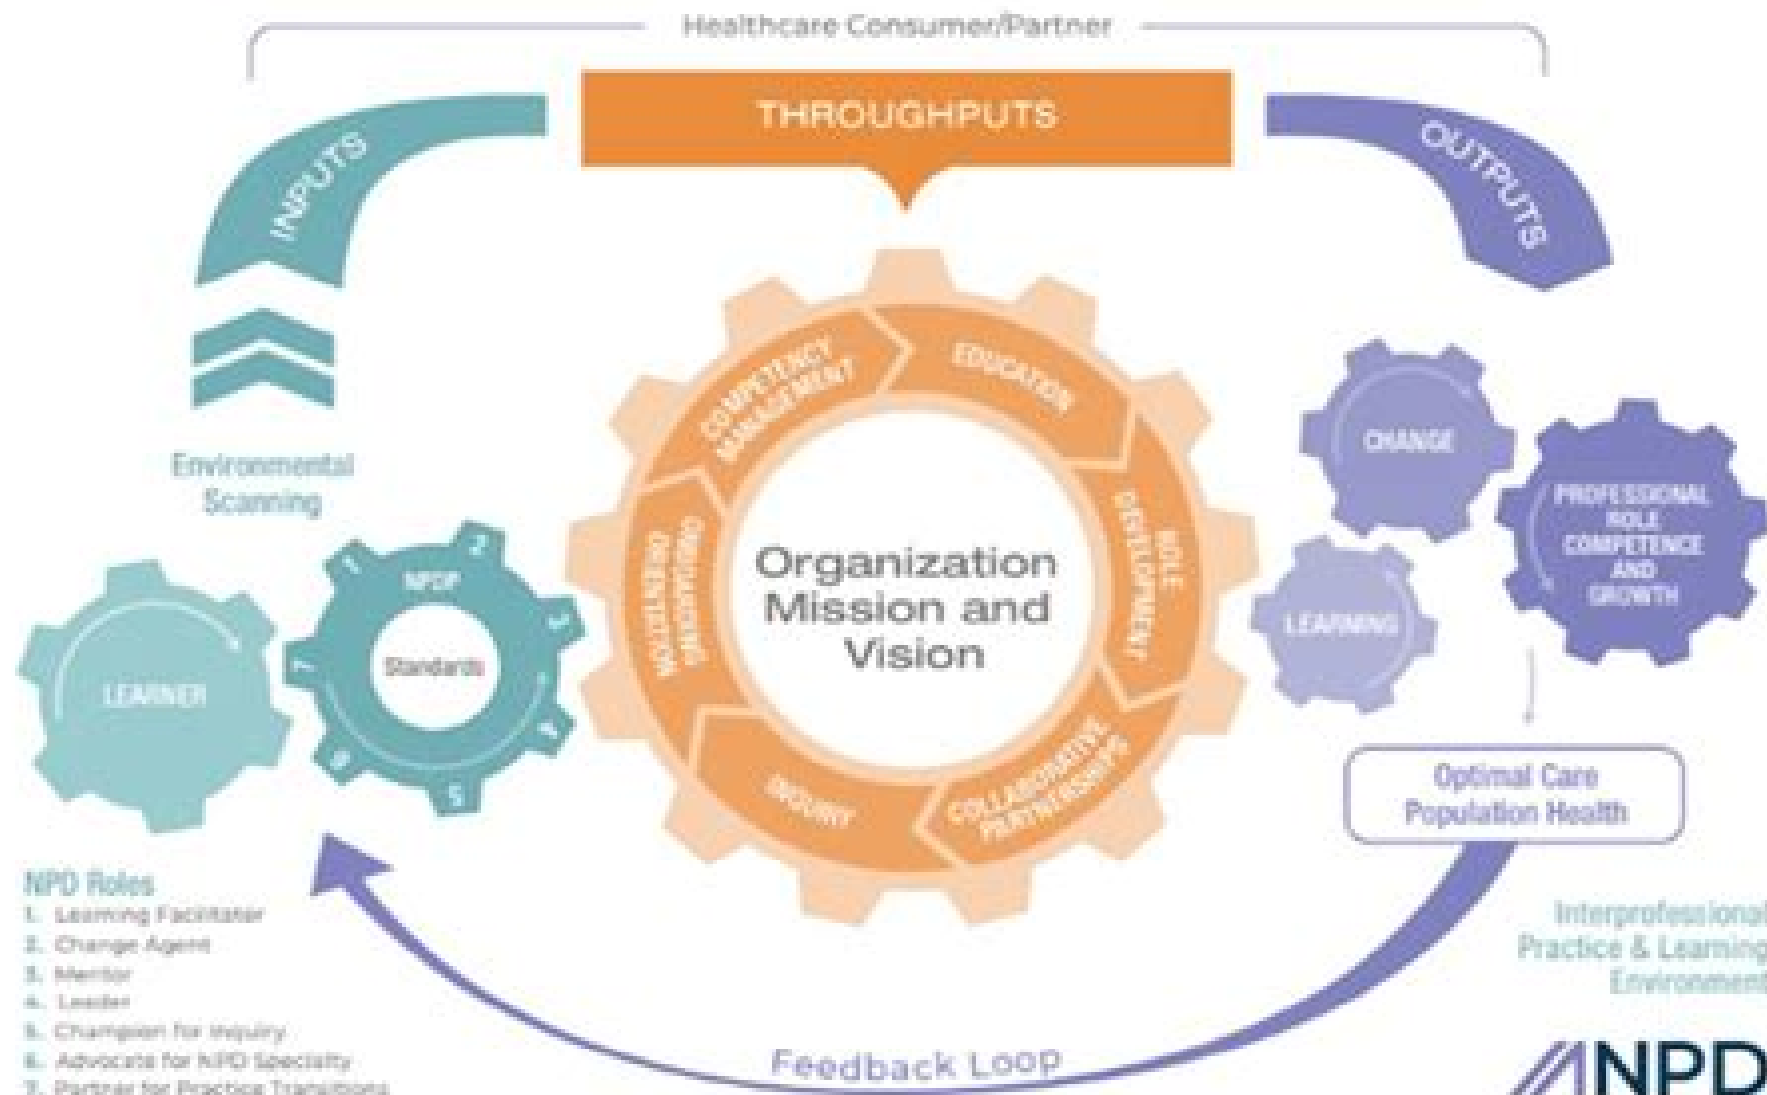 Healthcare Consumer/Partner
THROUGHPUTS
INPUTS
OUTPUTS
Environmental
Scanning
LEARNER
NPDP
Standards
1
2
3
4
5
6
7
COMPETENCY
MANAGEMENT
EDUCATION
ROLE
DEVELOPMENT
COLLABORATIVE
PARTNERSHIPS
INQUIRY
ONBOARDING
ORIENTATION
Organization
Mission and
Vision
CHANGE
LEARNING
PROFESSIONAL
ROLE
COMPETENCE
AND
GROWTH
Optimal Care
Population Health
NPD Roles
1. Learning Facilitator
2. Change Agent
3. Mentor
4. Leader
5. Champion for Inquiry
6. Advocate for NPD Specialty
7. Partner for Practice Transitions
Feedback Loop
Interprofessional
Practice & Learning
Environment
ANPD